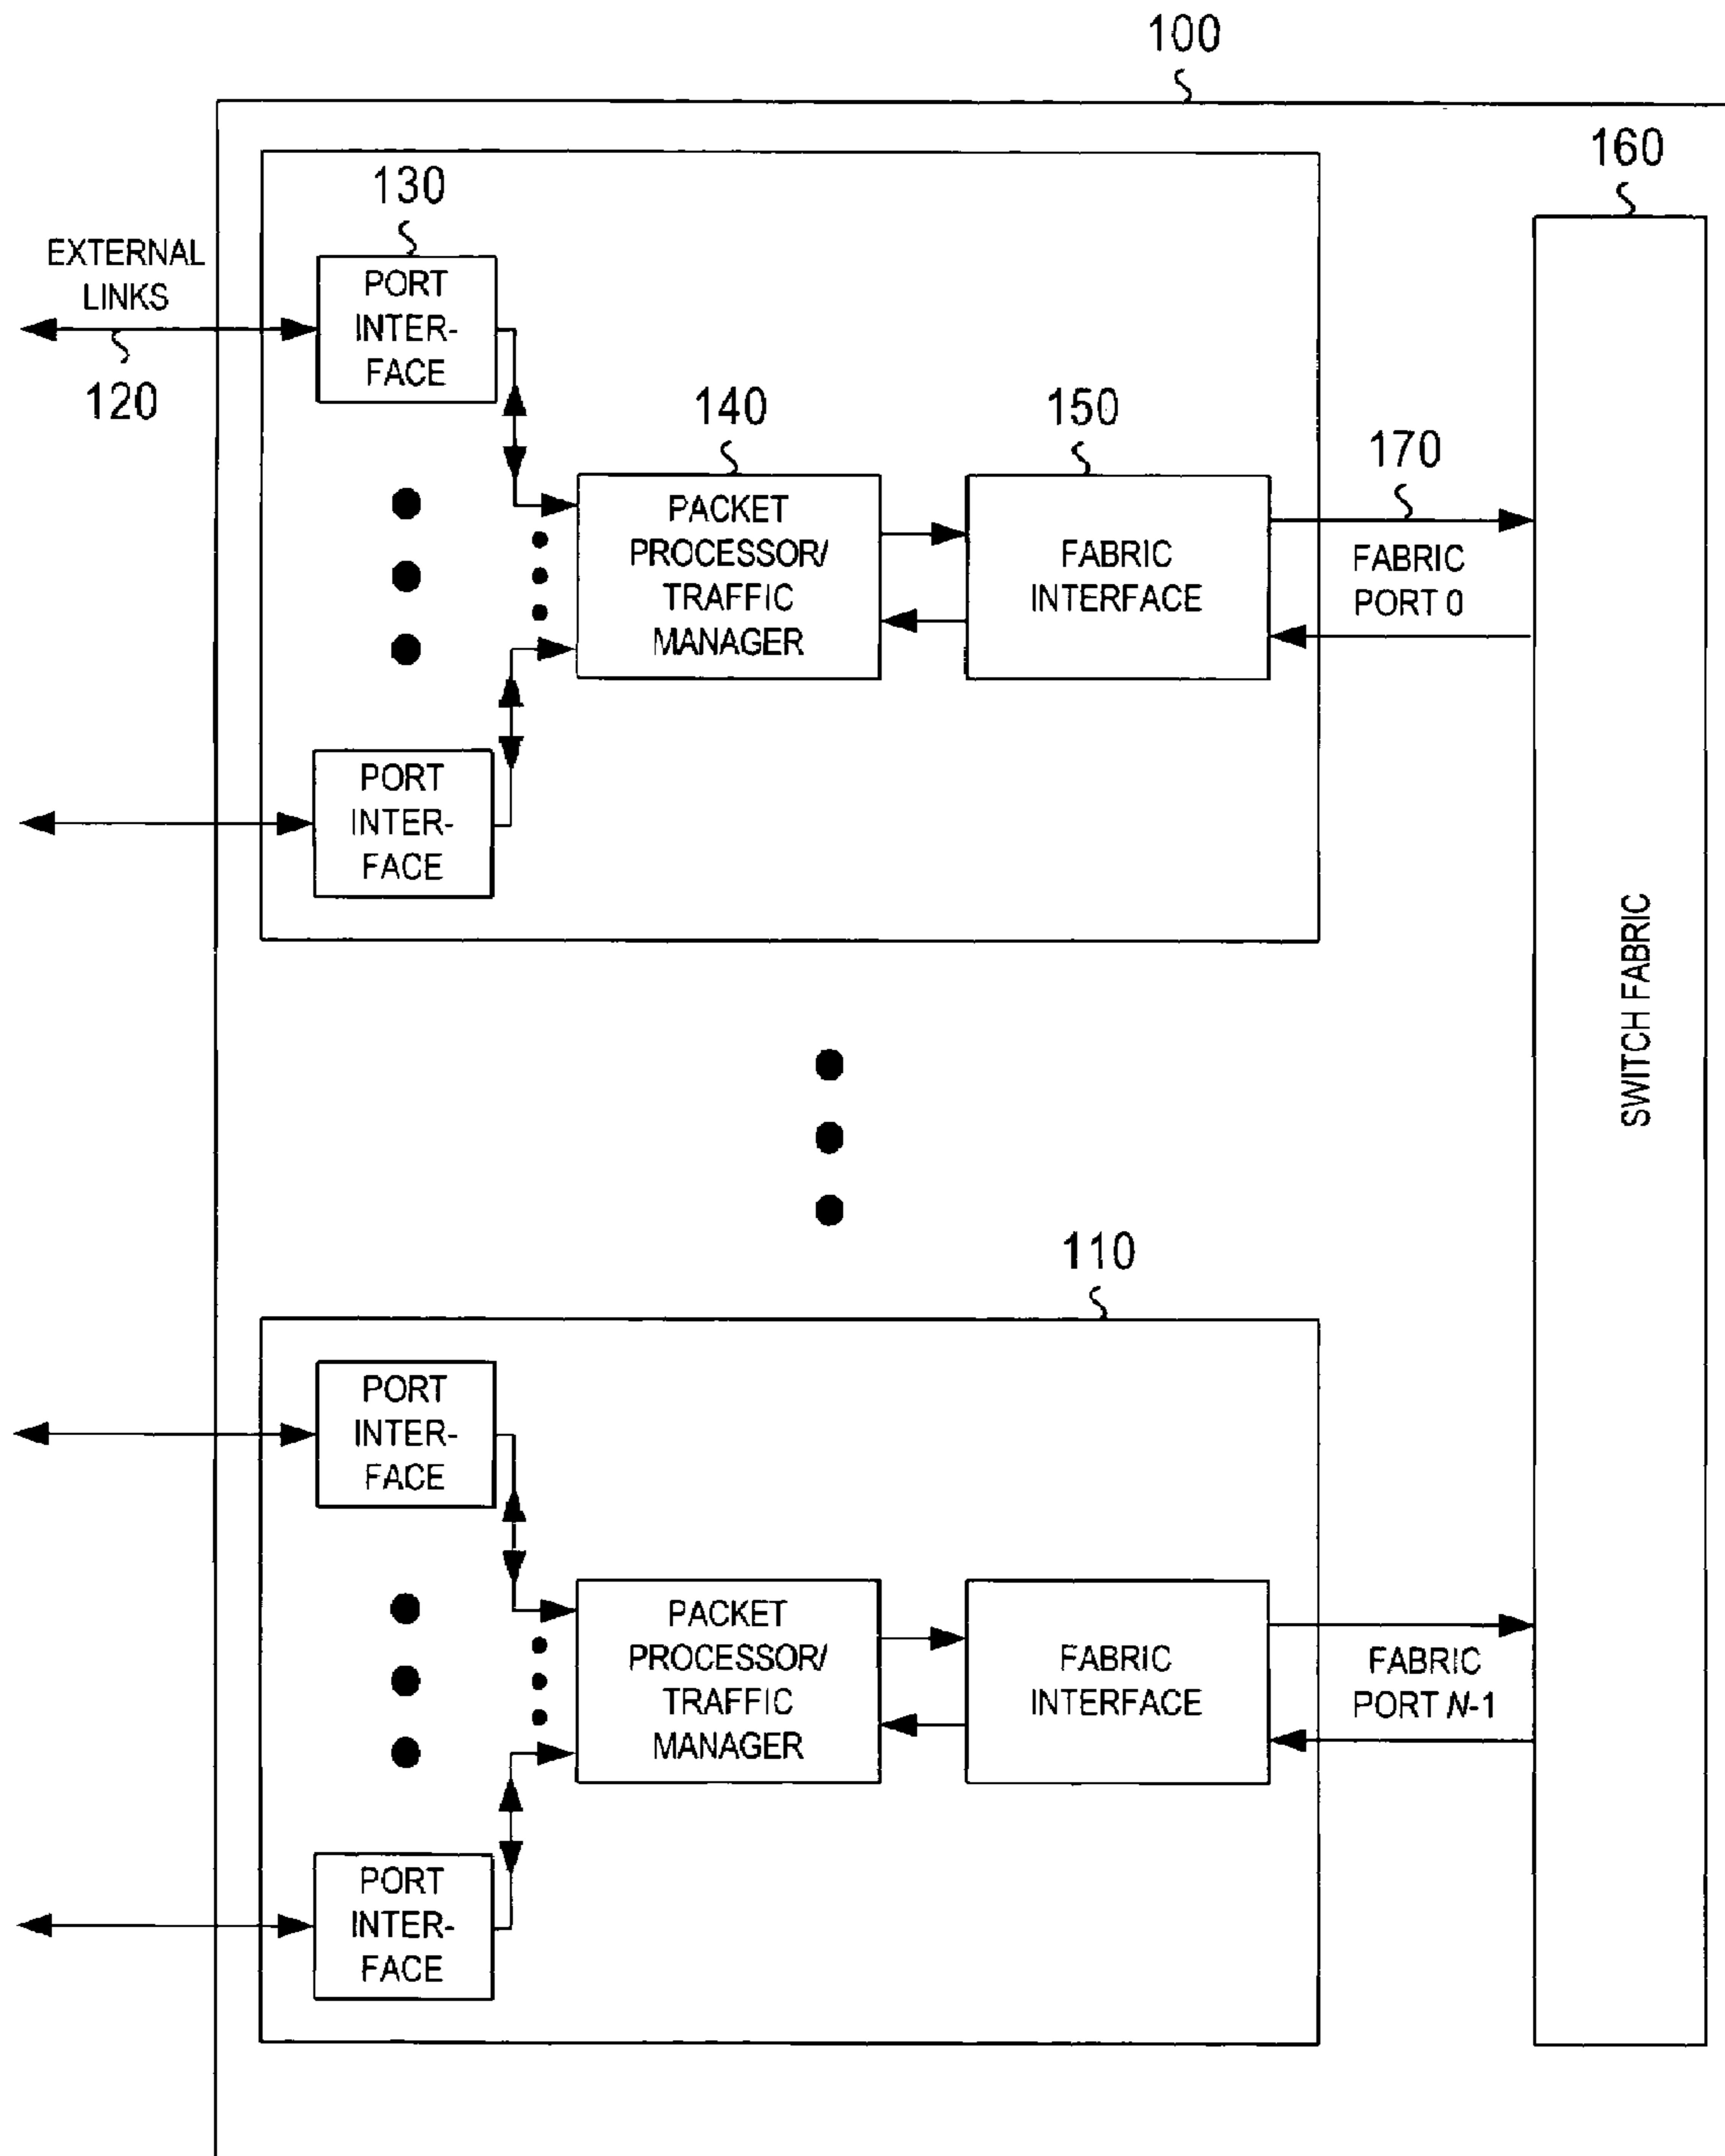 100
160
130
EXTERNAL
LINKS
120
PORT
INTER-
FACE
140
150
170
PACKET
PROCESSOR/
TRAFFIC
MANAGER
FABRIC
INTERFACE
FABRIC
PORT 0
PORT
INTER-
FACE
SWITCH FABRIC
110
PORT
INTER-
FACE
PACKET
PROCESSOR/
TRAFFIC
MANAGER
FABRIC
INTERFACE
FABRIC
PORT N-1
PORT
INTER-
FACE